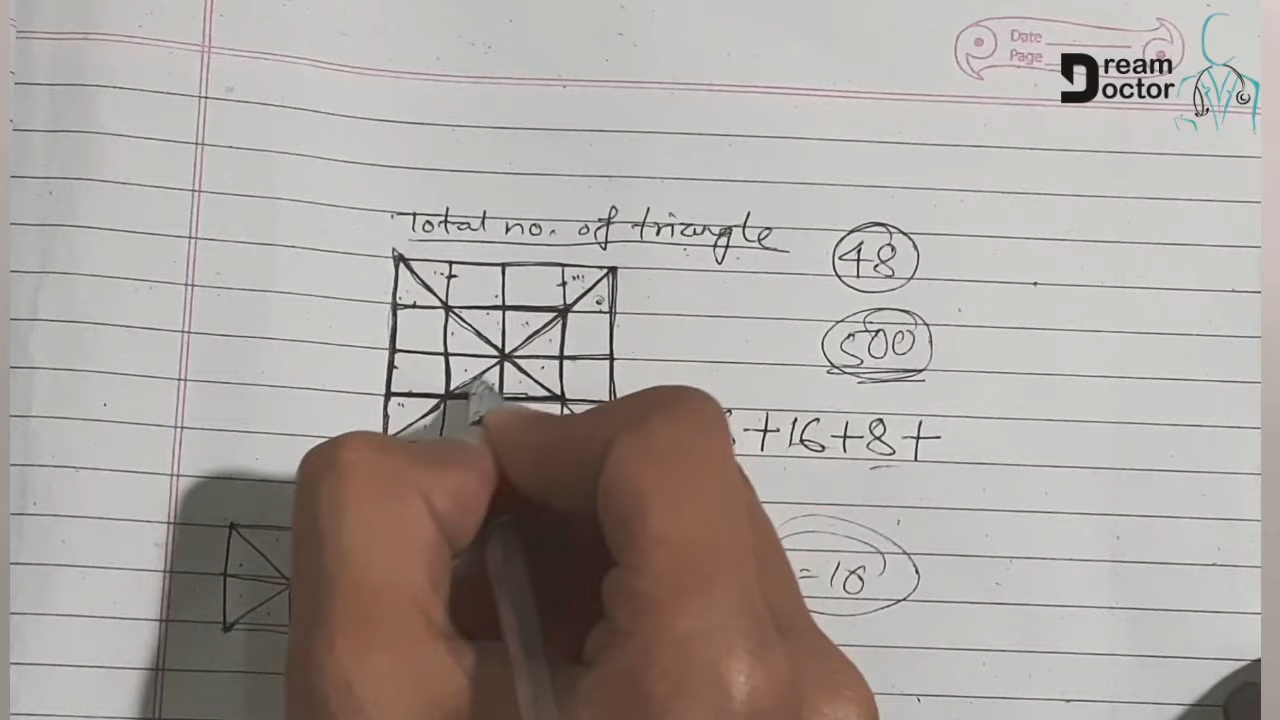 Date
Page
Dream
Doctor
Total no. of triangle
48
500
+16+8+
=16